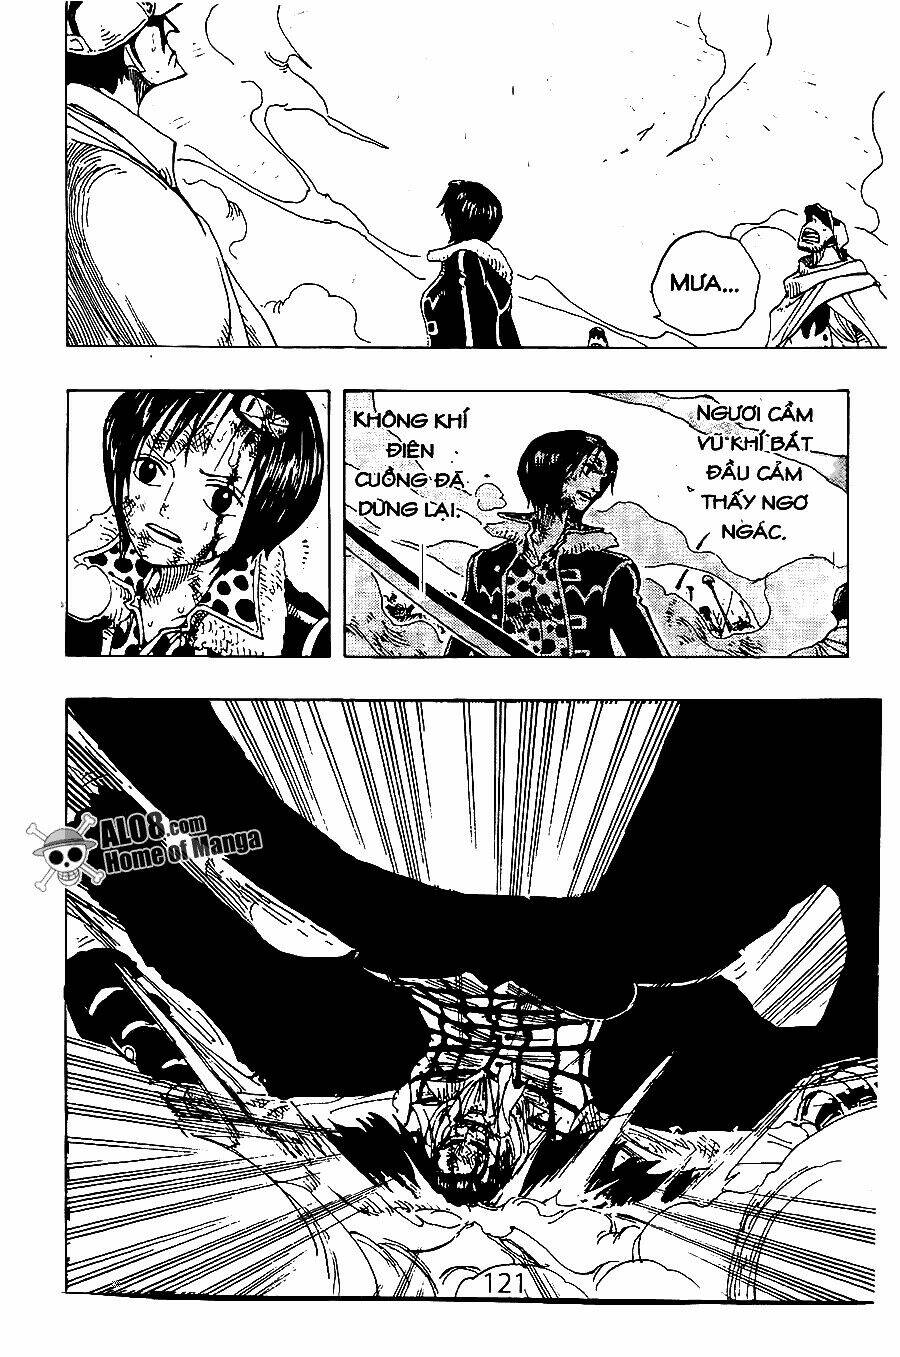 MƯA...
KHÔNG KHÍ
ĐIÊN
CUỒNG ĐÃ
DỪNG LẠI.
NGƯƠI CẦM
VŨ KHÍ BẮT
ĐẦU CẢM
THẤY NGƠ
NGÁC.
ALO8.com
Home of Manga
121